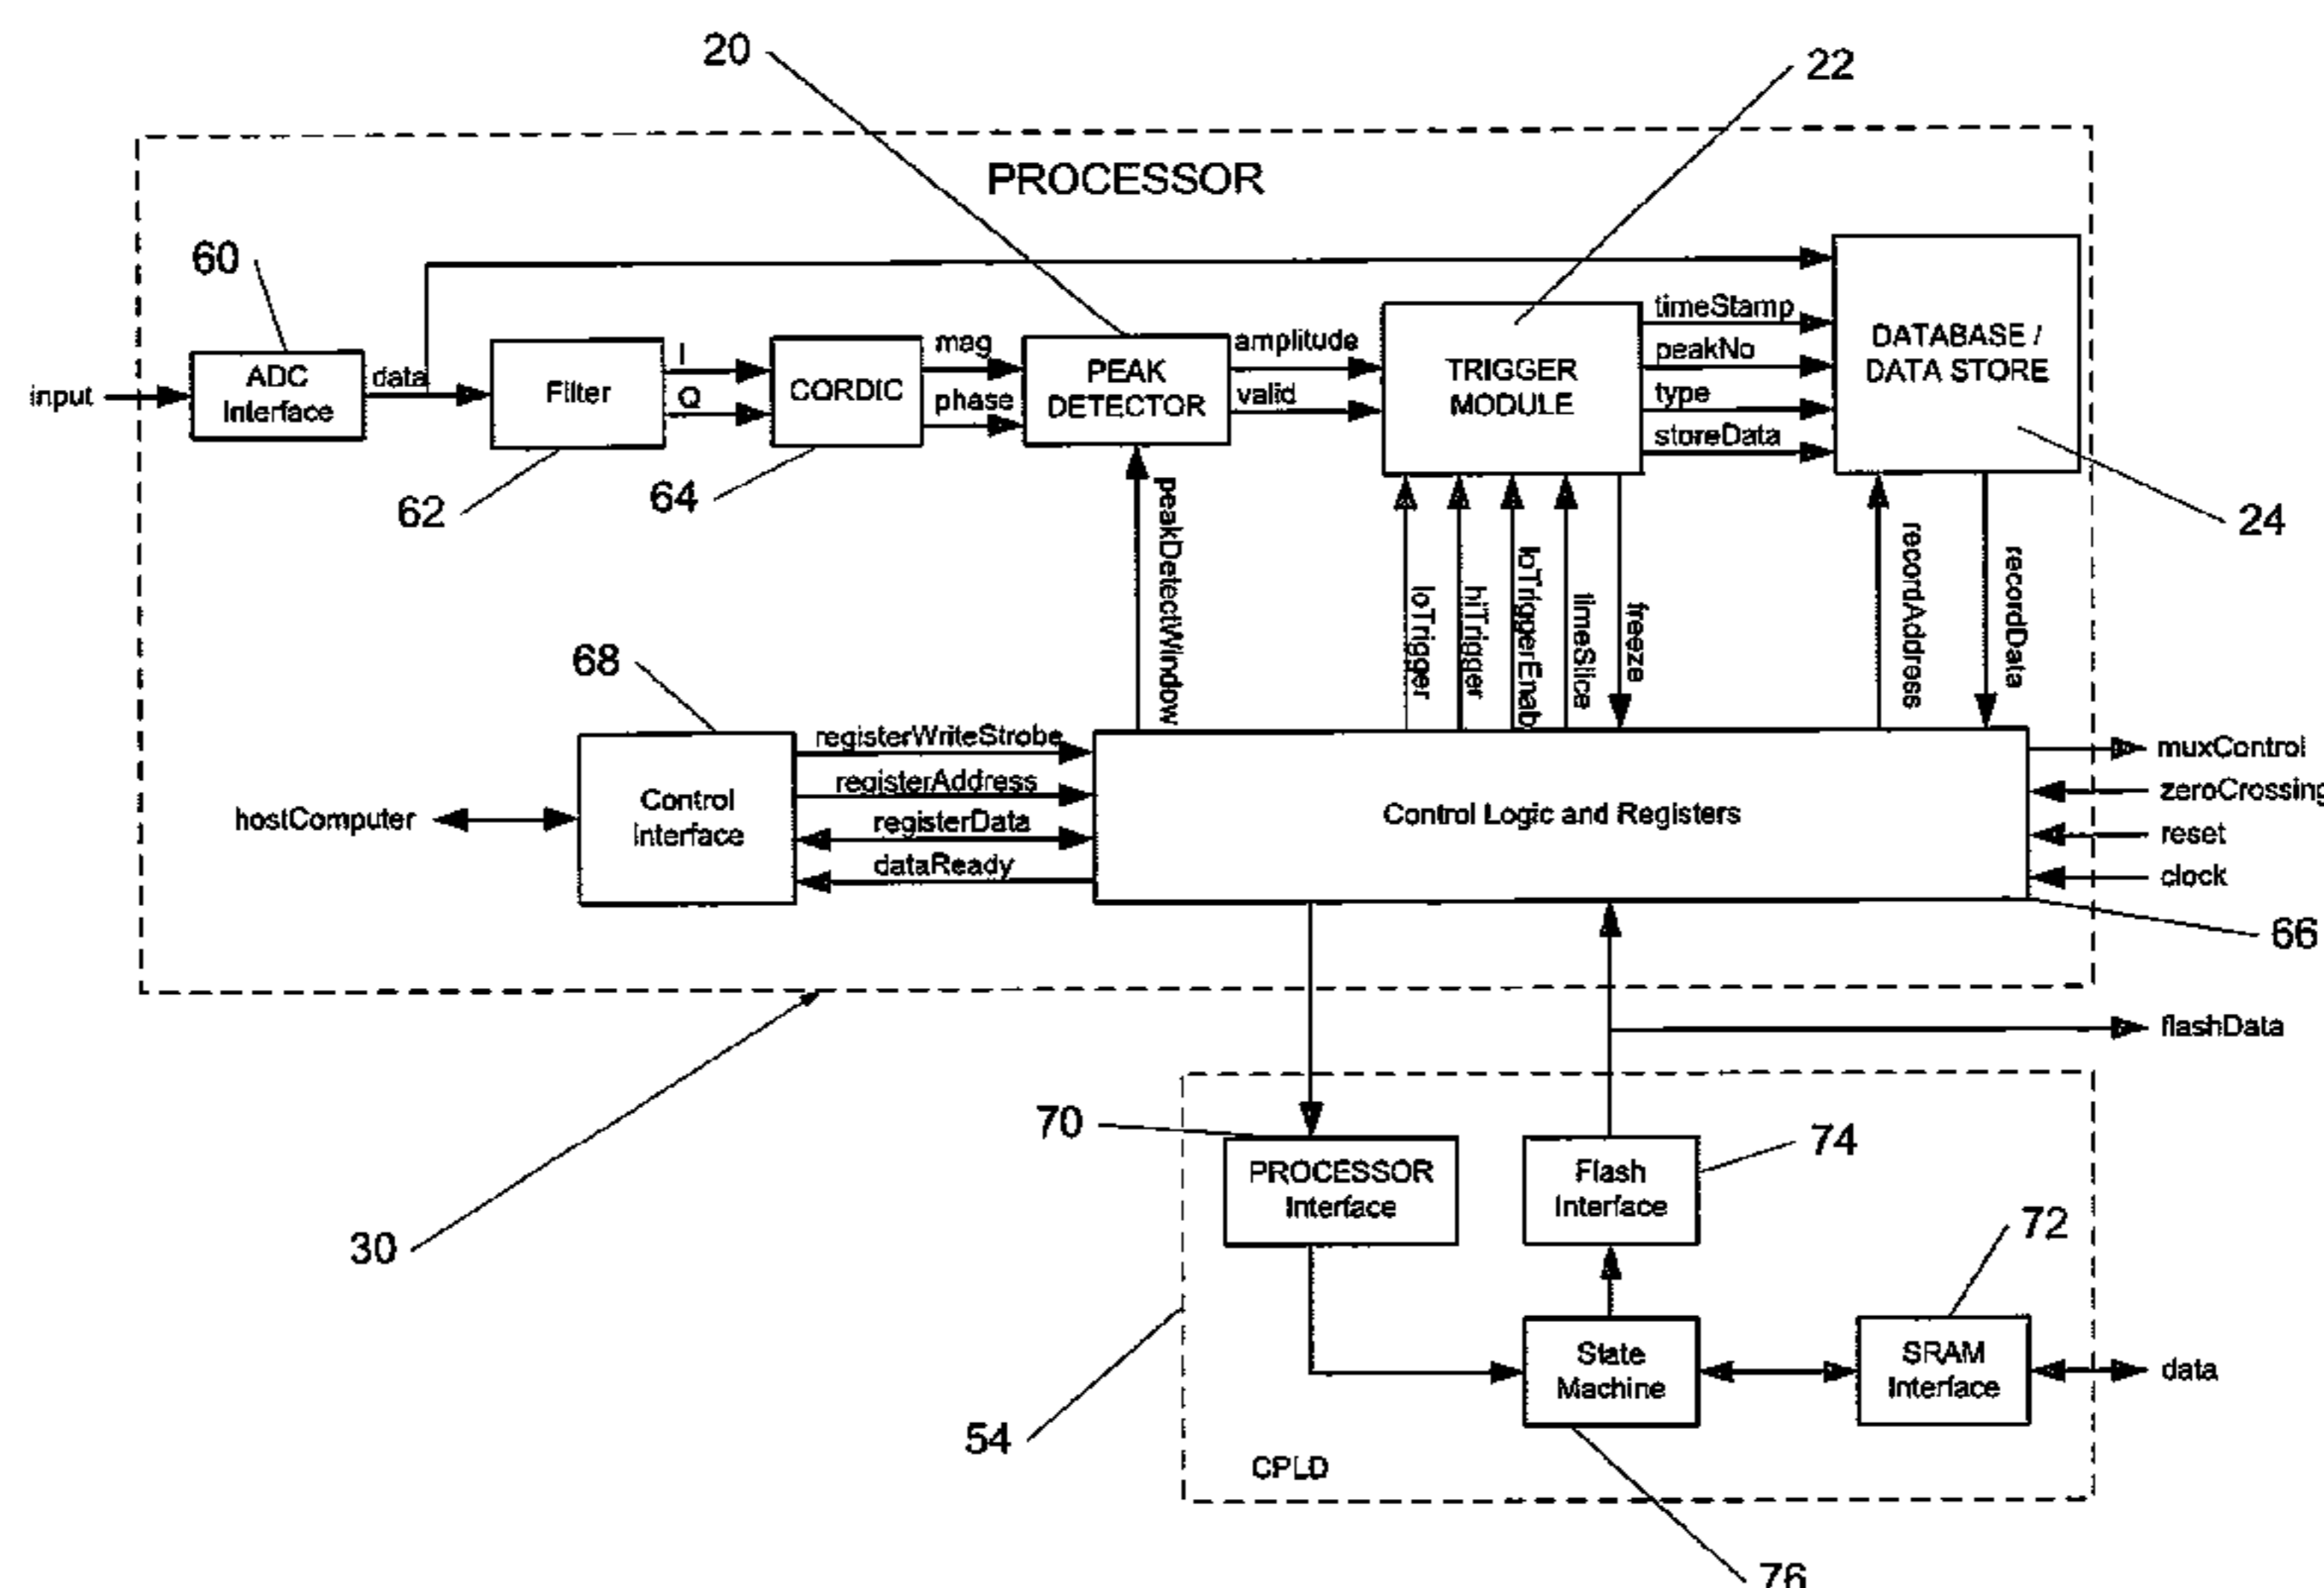 20
22
PROCESSOR
60
ADC
Interface
input
data
Filter
I
Q
CORDIC
mag
phase
PEAK
DETECTOR
amplitude
valid
TRIGGER
MODULE
timeStamp
peakNo
type
storeData
DATABASE /
DATA STORE
62
64
24
peakDetectWindow
loTrigger
hiTrigger
loTriggerEnab
timeSlice
freeze
recordAddress
recordData
68
hostComputer
Control
Interface
registerWriteStrobe
registerAddress
registerData
dataReady
Control Logic and Registers
muxControl
zeroCrossing
reset
clock
66
flashData
30
70
PROCESSOR
Interface
74
Flash
Interface
72
State
Machine
SRAM
Interface
data
54
CPLD
76